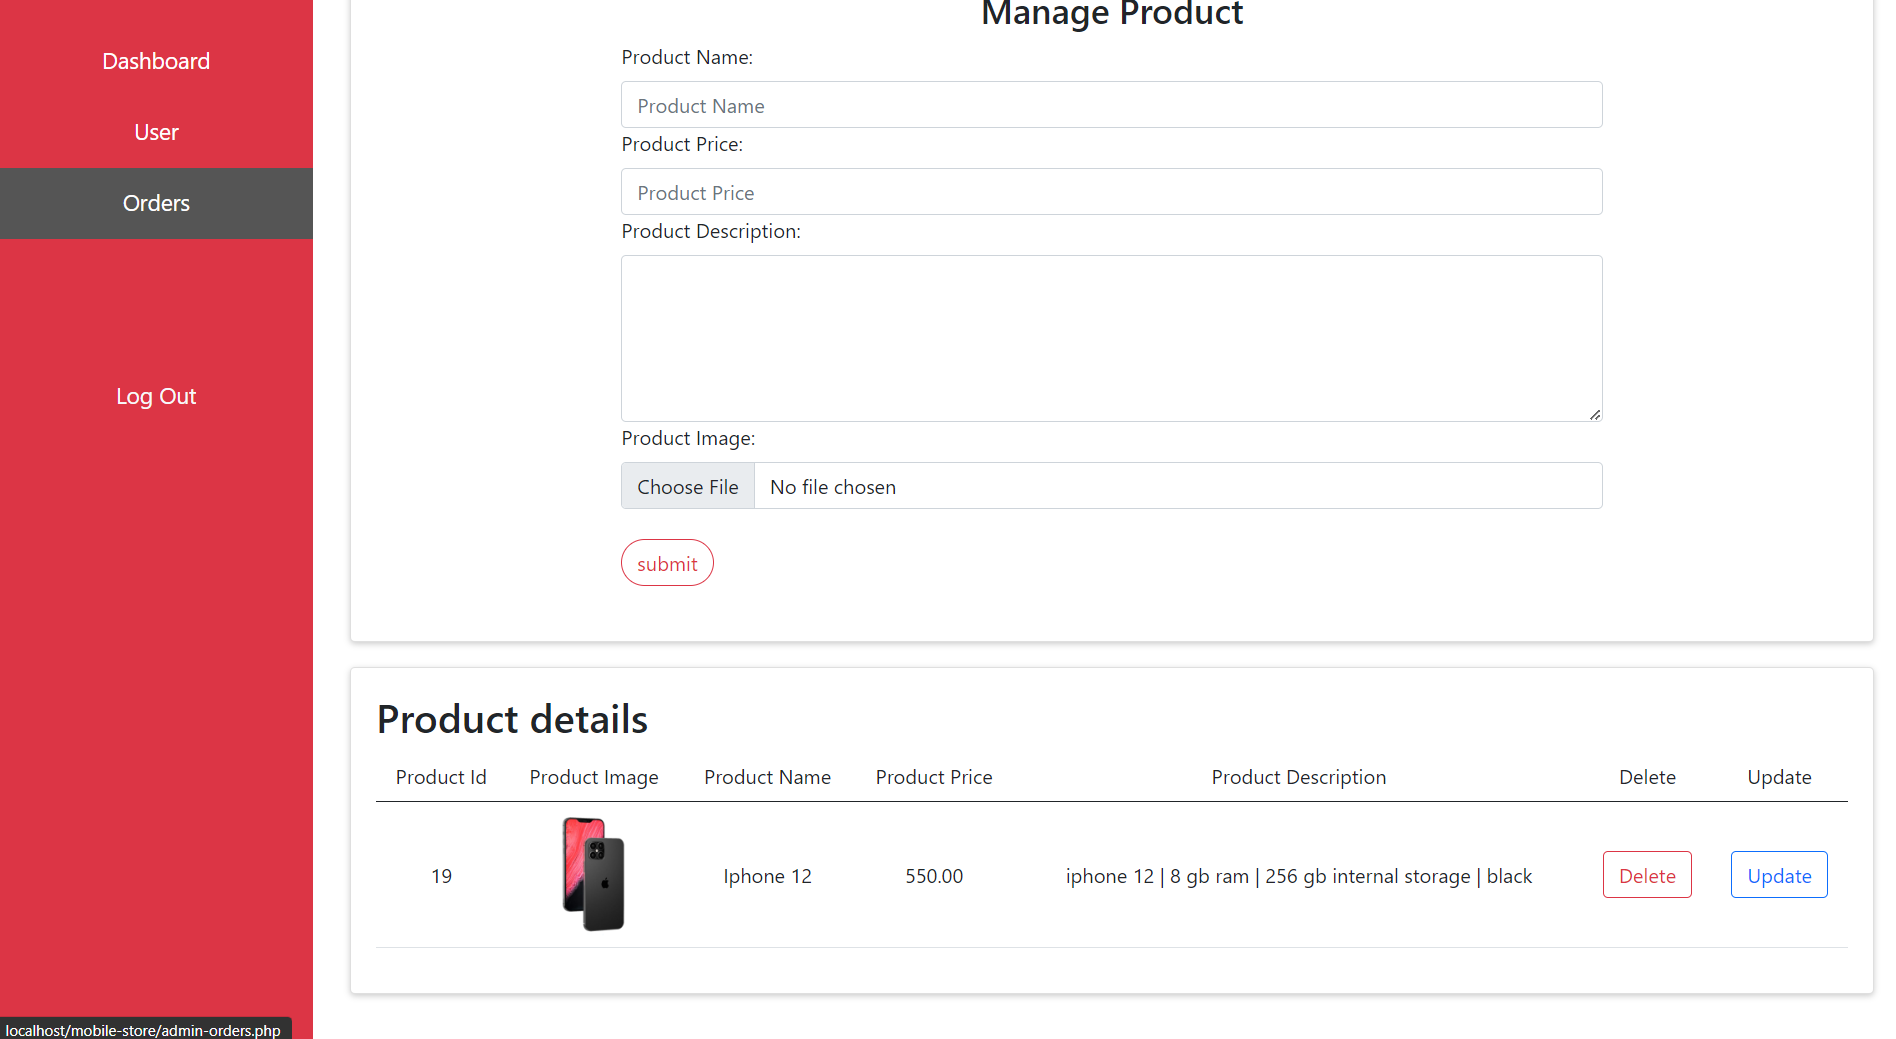 Dashboard
User
Orders
Log Out
Manage Product
Product Name:
Product Name
Product Price:
Product Price
Product Description:
Product Image:
Choose File No file chosen
submit
Product details
Product Id Product Image Product Name Product Price Product Description Delete Update
19 Iphone 12 550.00 iphone 12 | 8 gb ram | 256 gb internal storage | black Delete Update
localhost/mobile-store/admin-orders.php